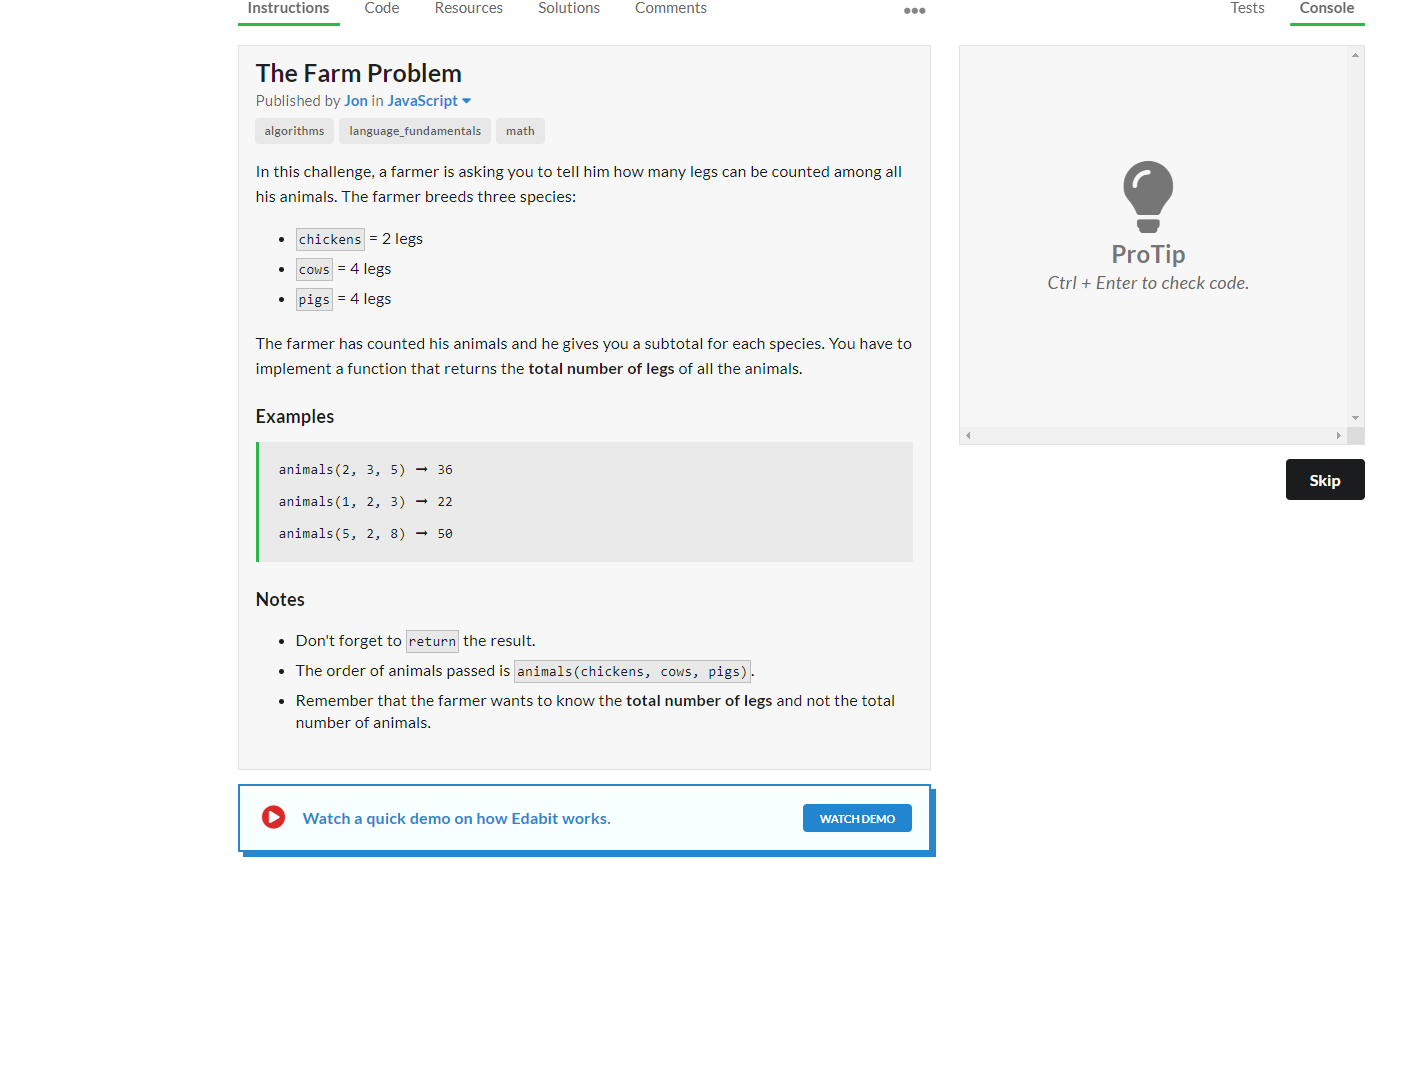 Instructions Code Resources Solutions Comments
Tests Console
The Farm Problem
Published by Jon in JavaScript
algorithms language_fundamentals math
In this challenge, a farmer is asking you to tell him how many legs can be counted among all
his animals. The farmer breeds three species:
chickens = 2 legs
cows = 4 legs
pigs = 4 legs
The farmer has counted his animals and he gives you a subtotal for each species. You have to
implement a function that returns the total number of legs of all the animals.
Examples
animals(2, 3, 5) ➞ 36
animals(1, 2, 3) ➞ 22
animals(5, 2, 8) ➞ 50
Notes
Don't forget to return the result.
The order of animals passed is animals(chickens, cows, pigs).
Remember that the farmer wants to know the total number of legs and not the total
number of animals.
Watch a quick demo on how Edabit works.
WATCH DEMO
ProTip
Ctrl + Enter to check code.
Skip